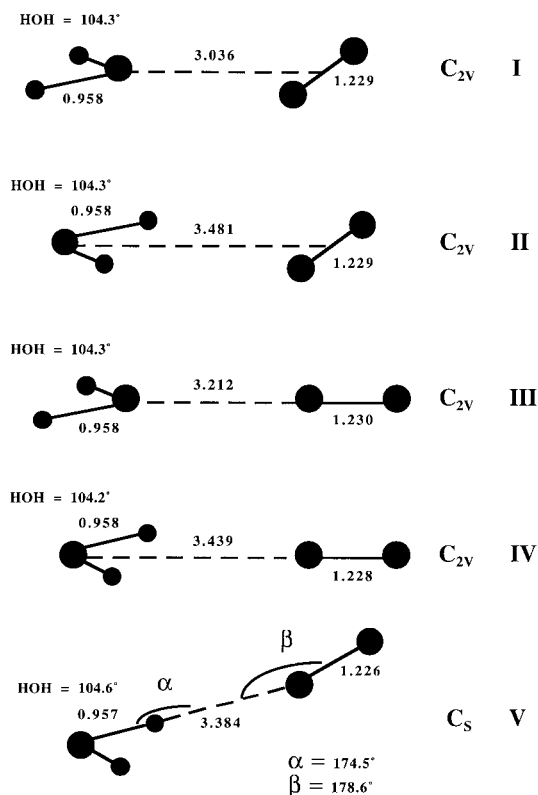 HOH = 104.3°
3.036
0.958
1.229
C2V I
HOH = 104.3°
0.958
3.481
1.229
C2V II
HOH = 104.3°
3.212
0.958
1.230
C2V III
HOH = 104.2°
0.958
3.439
1.228
C2V IV
β
HOH = 104.6°
α
1.226
0.957
3.384
CS V
α = 174.5°
β = 178.6°